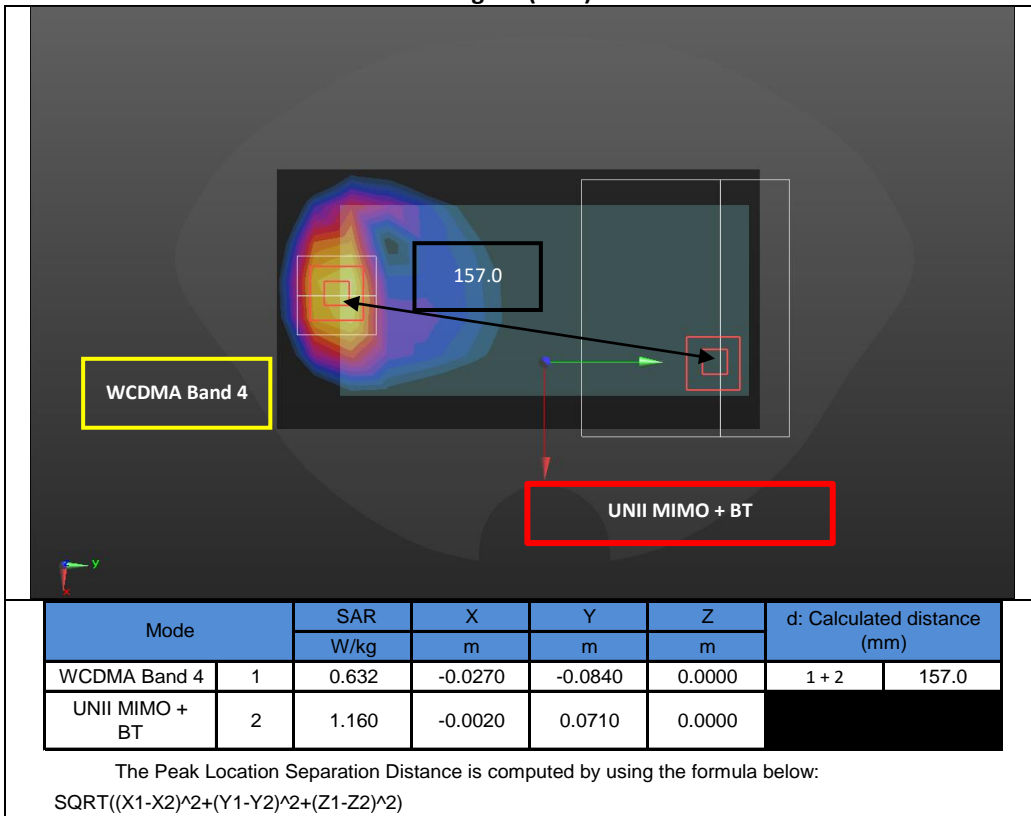 157.0
WCDMA Band 4
UNII MIMO + BT
y
x
Mode SAR X Y Z d: Calculated distance (mm)
W/kg m m m
WCDMA Band 4 1 0.632 -0.0270 -0.0840 0.0000 1 + 2 157.0
UNII MIMO + BT 2 1.160 -0.0020 0.0710 0.0000
The Peak Location Separation Distance is computed by using the formula below:
SQRT((X1-X2)^2+(Y1-Y2)^2+(Z1-Z2)^2)